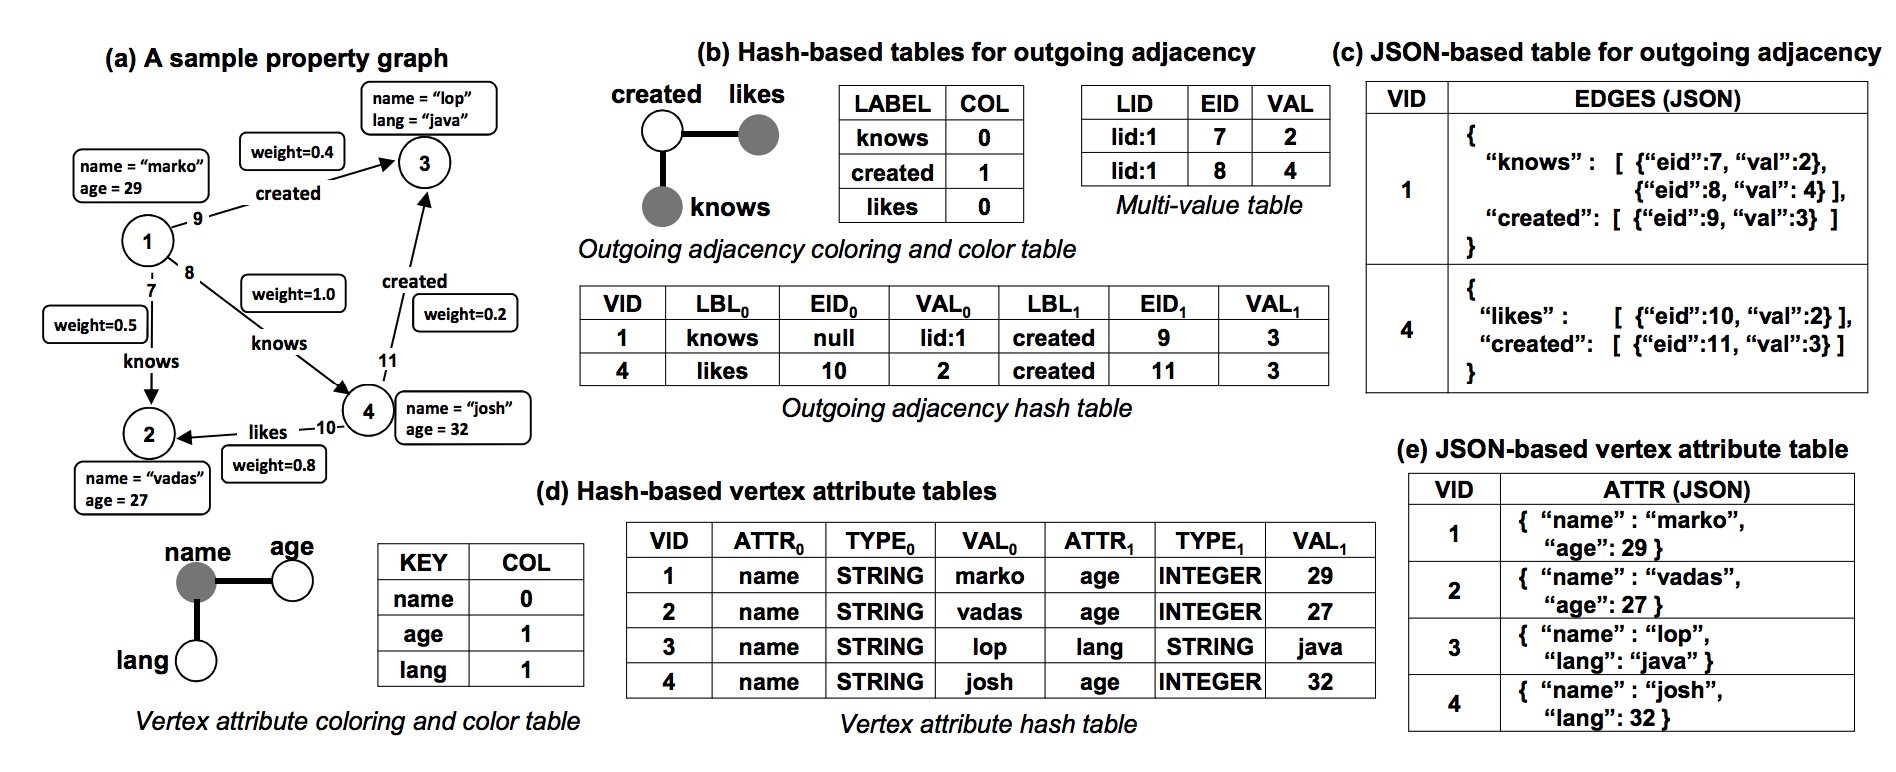 (a) A sample property graph
name = “lop”
lang = “java”
weight=0.4
name = “marko”
age = 29
3
created
9
1
8
7
weight=1.0
created
weight=0.5
weight=0.2
knows
knows
11
4
name = “josh”
age = 32
2
likes
10
weight=0.8
name = “vadas”
age = 27
(b) Hash-based tables for outgoing adjacency
created likes
knows
LABEL COL
knows 0
created 1
likes 0
LID EID VAL
lid:1 7 2
lid:1 8 4
Multi-value table
Outgoing adjacency coloring and color table
VID LBL0 EID0 VAL0 LBL1 EID1 VAL1
1 knows null lid:1 created 9 3
4 likes 10 2 created 11 3
Outgoing adjacency hash table
(c) JSON-based table for outgoing adjacency
VID EDGES (JSON)
1
{
“knows” : [ {“eid”:7, “val”:2},
{“eid”:8, “val”: 4} ],
“created”: [ {“eid”:9, “val”:3} ]
}
4
{
“likes” : [ {“eid”:10, “val”:2} ],
“created”: [ {“eid”:11, “val”:3} ]
}
(d) Hash-based vertex attribute tables
name age
lang
KEY COL
name 0
age 1
lang 1
Vertex attribute coloring and color table
VID ATTR0 TYPE0 VAL0 ATTR1 TYPE1 VAL1
1 name STRING marko age INTEGER 29
2 name STRING vadas age INTEGER 27
3 name STRING lop lang STRING java
4 name STRING josh age INTEGER 32
Vertex attribute hash table
(e) JSON-based vertex attribute table
VID ATTR (JSON)
1 { “name” : “marko”,
“age”: 29 }
2 { “name” : “vadas”,
“age”: 27 }
3 { “name” : “lop”,
“lang”: “java” }
4 { “name” : “josh”,
“lang”: 32 }